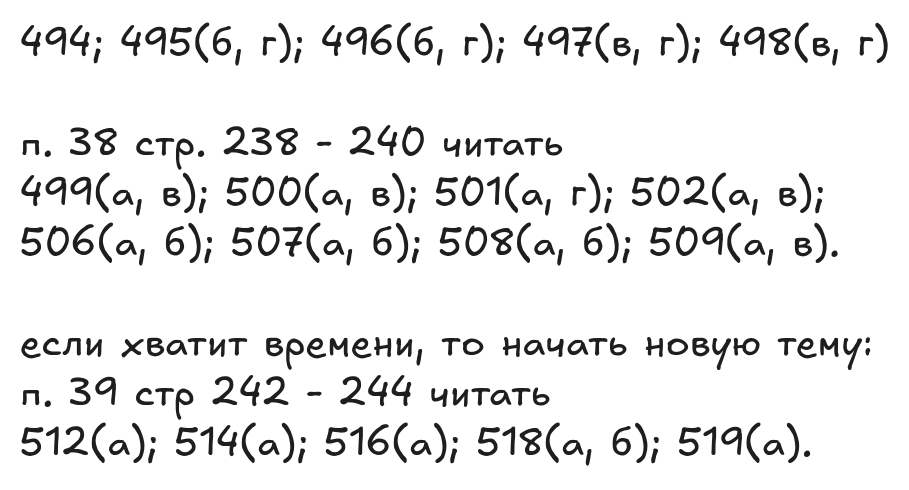 494; 495(б, г); 496(б, г); 497(в, г); 498(в, г)
п. 38 стр. 238 - 240 читать
499(а, в); 500(а, в); 501(а, г); 502(а, в);
506(а, б); 507(а, б); 508(а, б); 509(а, в).
если хватит времени, то начать новую тему:
п. 39 стр 242 - 244 читать
512(а); 514(а); 516(а); 518(а, б); 519(а).